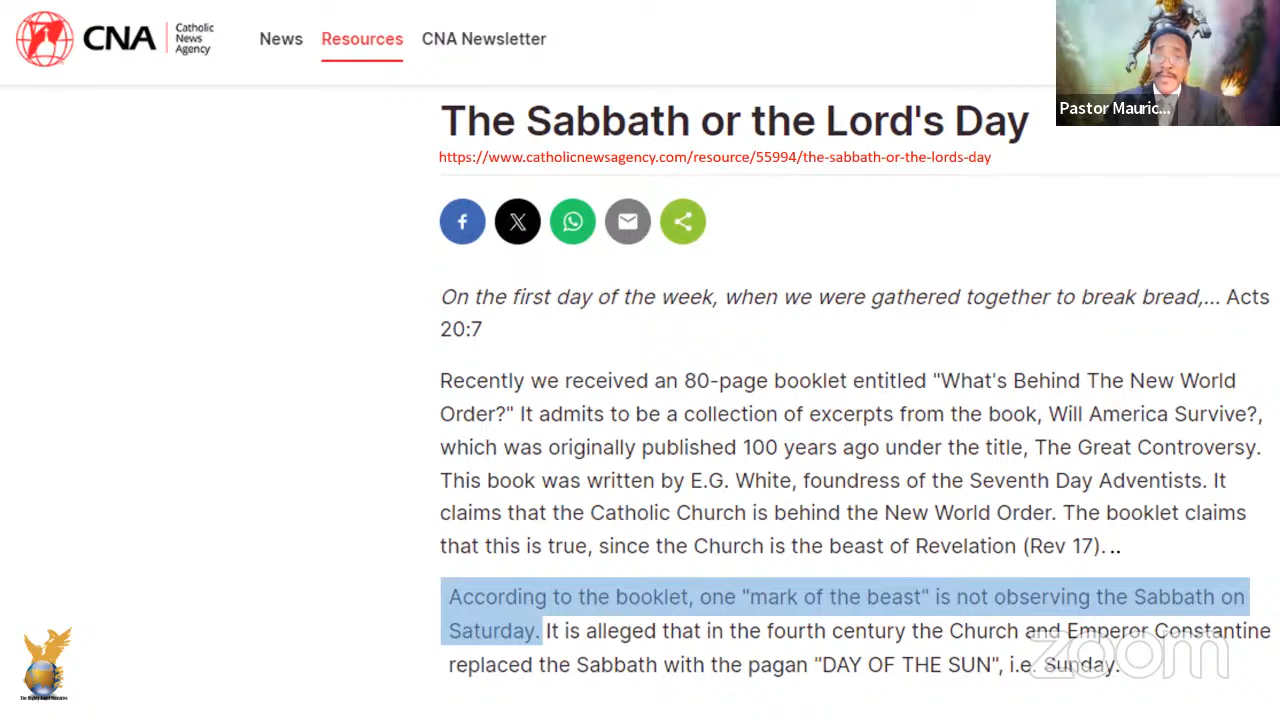 CNA
Catholic
News
Agency
News Resources CNA Newsletter
Pastor Mauric...
The Sabbath or the Lord's Day
https://www.catholicnewsagency.com/resource/55994/the-sabbath-or-the-lords-day
On the first day of the week, when we were gathered together to break bread,... Acts
20:7
Recently we received an 80-page booklet entitled "What's Behind The New World
Order?" It admits to be a collection of excerpts from the book, Will America Survive?,
which was originally published 100 years ago under the title, The Great Controversy.
This book was written by E.G. White, foundress of the Seventh Day Adventists. It
claims that the Catholic Church is behind the New World Order. The booklet claims
that this is true, since the Church is the beast of Revelation (Rev 17)...
According to the booklet, one "mark of the beast" is not observing the Sabbath on
Saturday. It is alleged that in the fourth century the Church and Emperor Constantine
replaced the Sabbath with the pagan "DAY OF THE SUN", i.e. Sunday.
zoom
The Mighty Angel Ministries